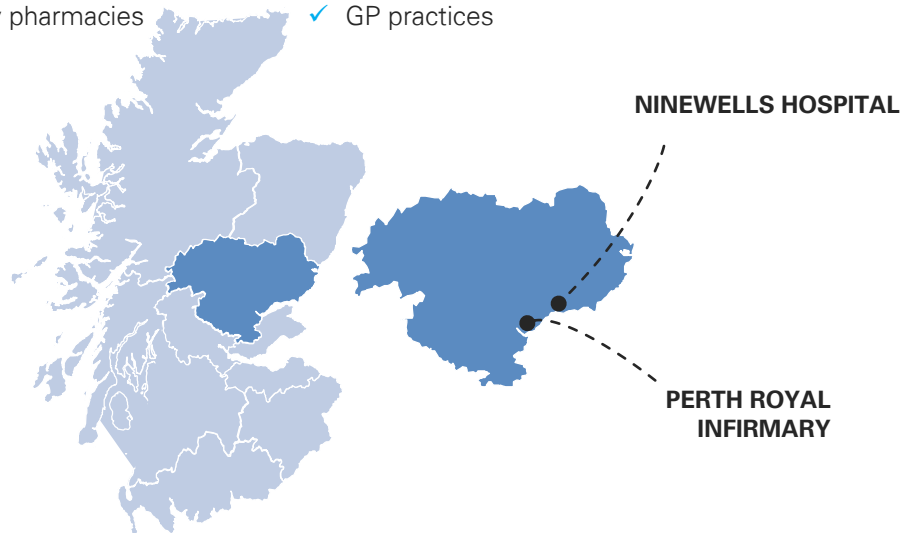 pharmacies
✓ GP practices
NINEWELLS HOSPITAL
PERTH ROYAL
INFIRMARY